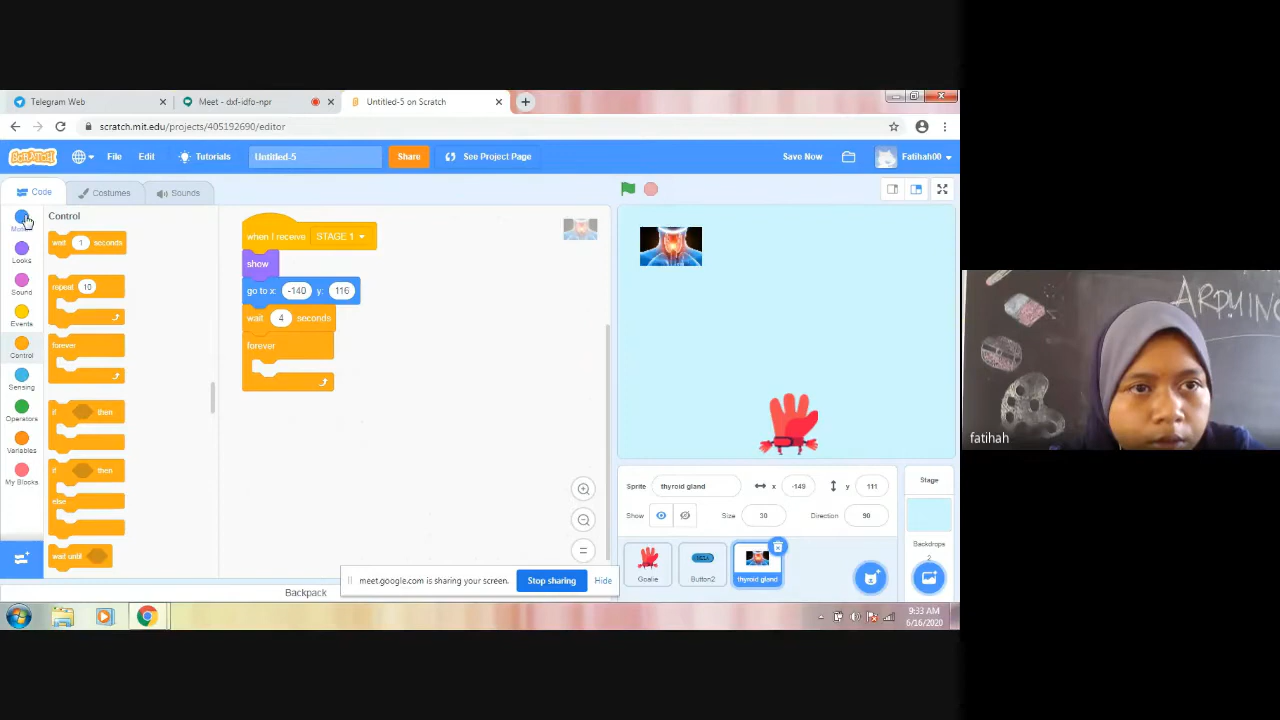 Telegram Web
Meet - dxf-idfo-npr
Untitled-5 on Scratch
scratch.mit.edu/projects/405192690/editor
SCRATCH
File
Edit
Tutorials
Untitled-5
Share
See Project Page
Save Now
Fatihah00
Code
Costumes
Sounds
Motion
Looks
Sound
Events
Control
Sensing
Operators
Variables
My Blocks
Control
wait 1 seconds
repeat 10
forever
if then
if then
else
wait until
when I receive STAGE 1
show
go to x: -140 y: 116
wait 4 seconds
forever
Sprite thyroid gland x -149 y 111
Show Size 30 Direction 90
Goalie
Button2
thyroid gland
Stage
Backdrops
2
meet.google.com is sharing your screen. Stop sharing Hide
Backpack
9:33 AM
6/16/2020
ARDUINO
fatihah